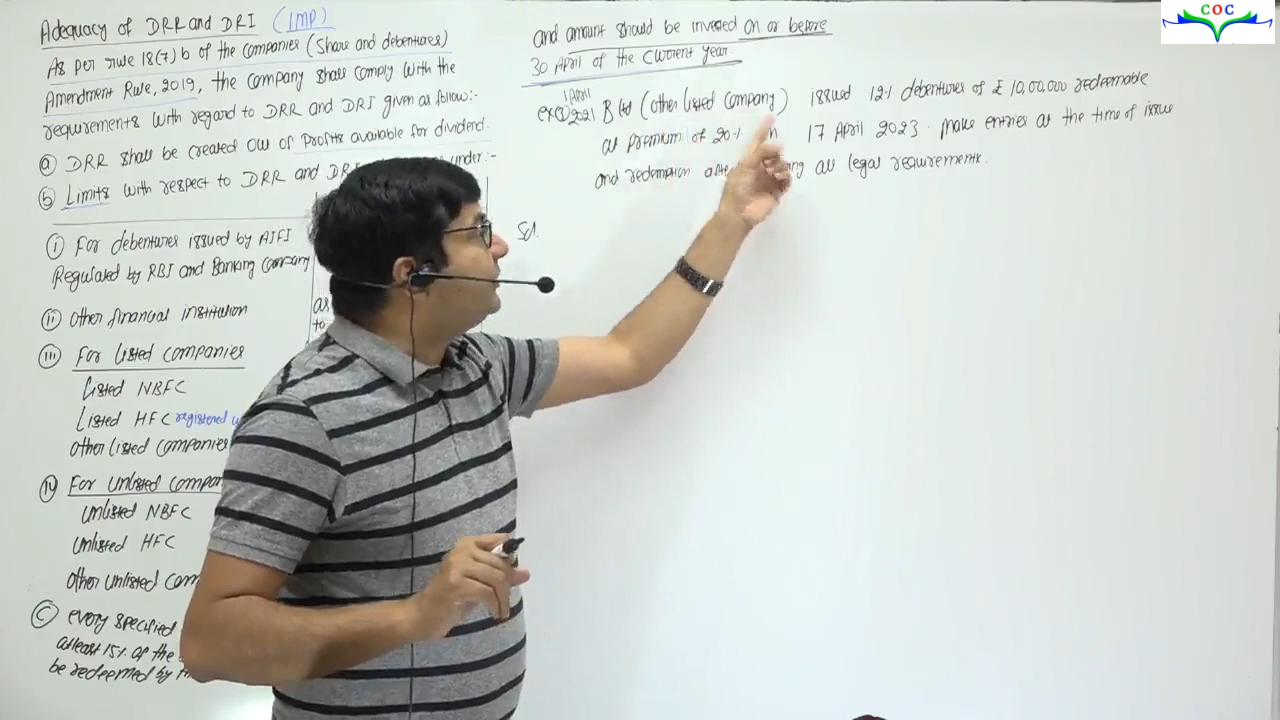 Adequacy of DRR and DRI (IMP)
As per rule 18(7) b of the companies (Share and debentures)
Amendment Rule, 2019, the company shall comply with the
requirements with regard to DRR and DRI given as follow:-
(a) DRR shall be created out of Profits available for dividend.
(b) Limits with respect to DRR and under:-
(i) For debentures issued by AIFI
Regulated by RBI and Banking Company
(ii) Other financial institution
as
to
(iii) For listed companies
Listed NBFC
Listed HFC registered
Other listed companies
(iv) For Unlisted
Unlisted NBFC
Unlisted HFC
Other unlisted
(C) every specified
atleast 15% of the
be redeemed by
and amount should be invested on or before
30 April of the current year
1 April
ex(3) 2021 B ltd (other listed company) issued 12% debentures of ₹ 10,00,000 redeemable
at premium of 20% 17 April 2023. Make entries at the time of issue
and redemption all legal requirements.
Sol.
COC